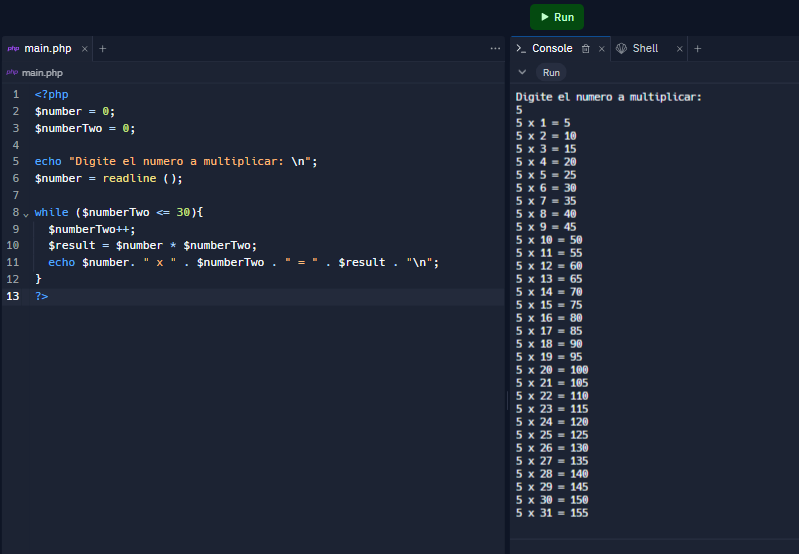 Run
php main.php
php main.php
1 <?php
2 $number = 0;
3 $numberTwo = 0;
4
5 echo "Digite el numero a multiplicar: \n";
6 $number = readline ();
7
8 while ($numberTwo <= 30){
9 $numberTwo++;
10 $result = $number * $numberTwo;
11 echo $number. " x " . $numberTwo . " = " . $result . "\n";
12 }
13 ?>
Console
Shell
Run
Digite el numero a multiplicar:
5
5 x 1 = 5
5 x 2 = 10
5 x 3 = 15
5 x 4 = 20
5 x 5 = 25
5 x 6 = 30
5 x 7 = 35
5 x 8 = 40
5 x 9 = 45
5 x 10 = 50
5 x 11 = 55
5 x 12 = 60
5 x 13 = 65
5 x 14 = 70
5 x 15 = 75
5 x 16 = 80
5 x 17 = 85
5 x 18 = 90
5 x 19 = 95
5 x 20 = 100
5 x 21 = 105
5 x 22 = 110
5 x 23 = 115
5 x 24 = 120
5 x 25 = 125
5 x 26 = 130
5 x 27 = 135
5 x 28 = 140
5 x 29 = 145
5 x 30 = 150
5 x 31 = 155